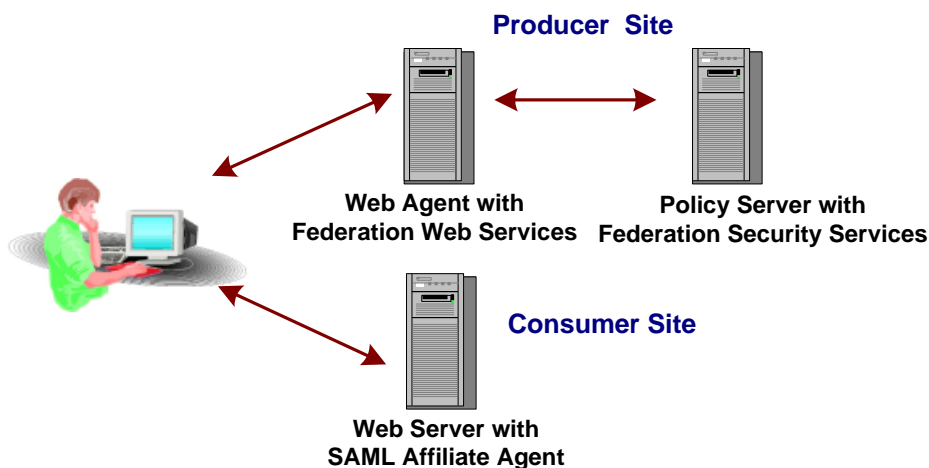 Producer Site
Web Agent with
Federation Web Services
Policy Server with
Federation Security Services
Consumer Site
Web Server with
SAML Affiliate Agent